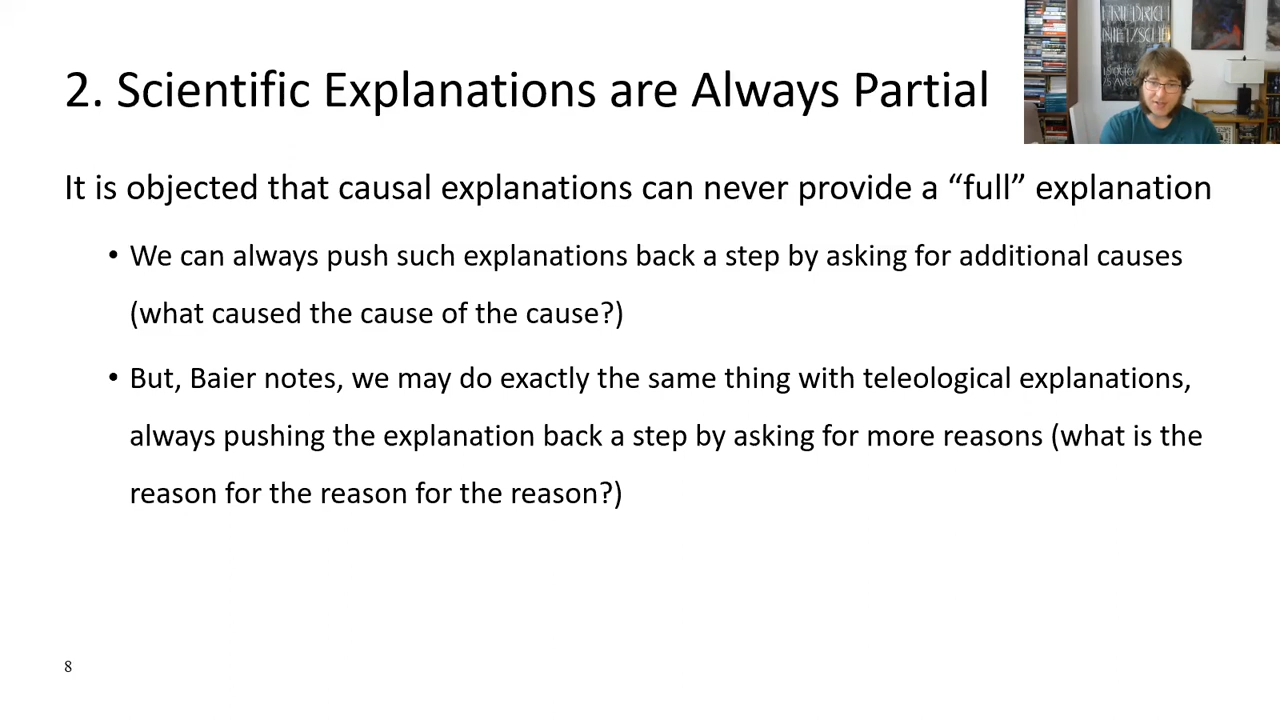 2. Scientific Explanations are Always Partial
FRIEDRICH
NIETZSCHE
It is objected that causal explanations can never provide a “full” explanation
• We can always push such explanations back a step by asking for additional causes
(what caused the cause of the cause?)
• But, Baier notes, we may do exactly the same thing with teleological explanations,
always pushing the explanation back a step by asking for more reasons (what is the
reason for the reason for the reason?)
8